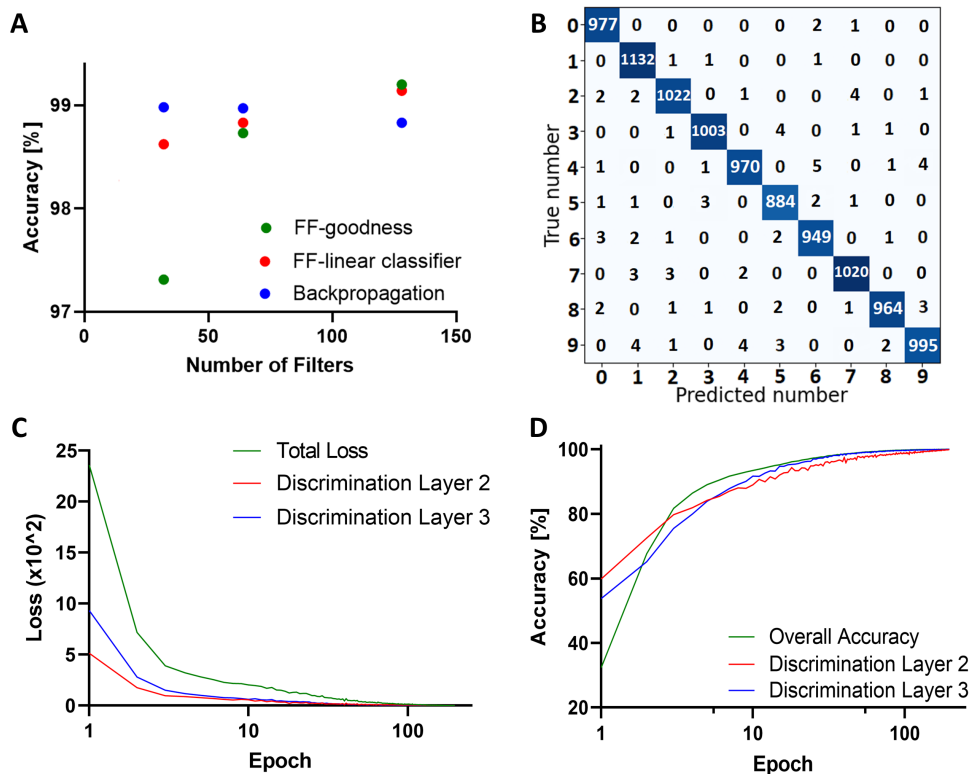 A
Accuracy [%]
99
98
97
0
50
100
150
Number of Filters
FF-goodness
FF-linear classifier
Backpropagation
B
True number
0 977 0 0 0 0 0 2 1 0 0
1 0 1132 1 1 0 0 1 0 0 0
2 2 2 1022 0 1 0 0 4 0 1
3 0 0 1 1003 0 4 0 1 1 0
4 1 0 0 1 970 0 5 0 1 4
5 1 1 0 3 0 884 2 1 0 0
6 3 2 1 0 0 2 949 0 1 0
7 0 3 3 0 2 0 0 1020 0 0
8 2 0 1 1 0 2 0 1 964 3
9 0 4 1 0 4 3 0 0 2 995
0 1 2 3 4 5 6 7 8 9
Predicted number
C
Loss (x10^2)
25
20
15
10
5
0
1
10
100
Epoch
Total Loss
Discrimination Layer 2
Discrimination Layer 3
D
Accuracy [%]
100
80
60
40
20
1
10
100
Epoch
Overall Accuracy
Discrimination Layer 2
Discrimination Layer 3